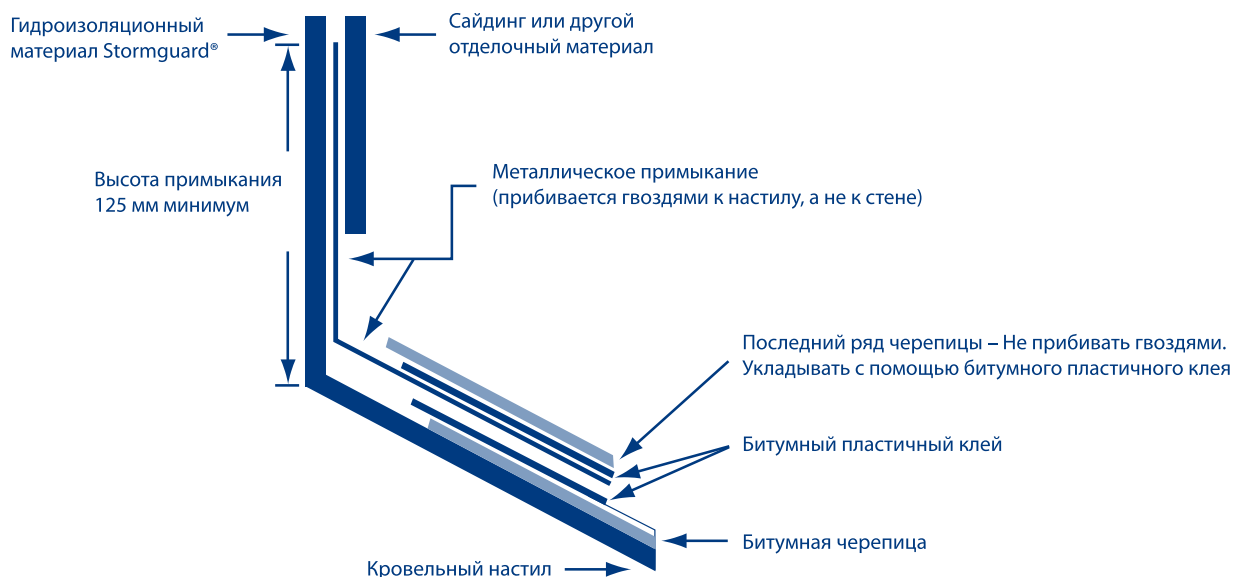 Гидроизоляционный
материал Stormguard®
Сайдинг или другой
отделочный материал
Высота примыкания
125 мм минимум
Металлическое примыкание
(прибивается гвоздями к настилу, а не к стене)
Последний ряд черепицы – Не прибивать гвоздями.
Укладывать с помощью битумного пластичного клея
Битумный пластичный клей
Битумная черепица
Кровельный настил